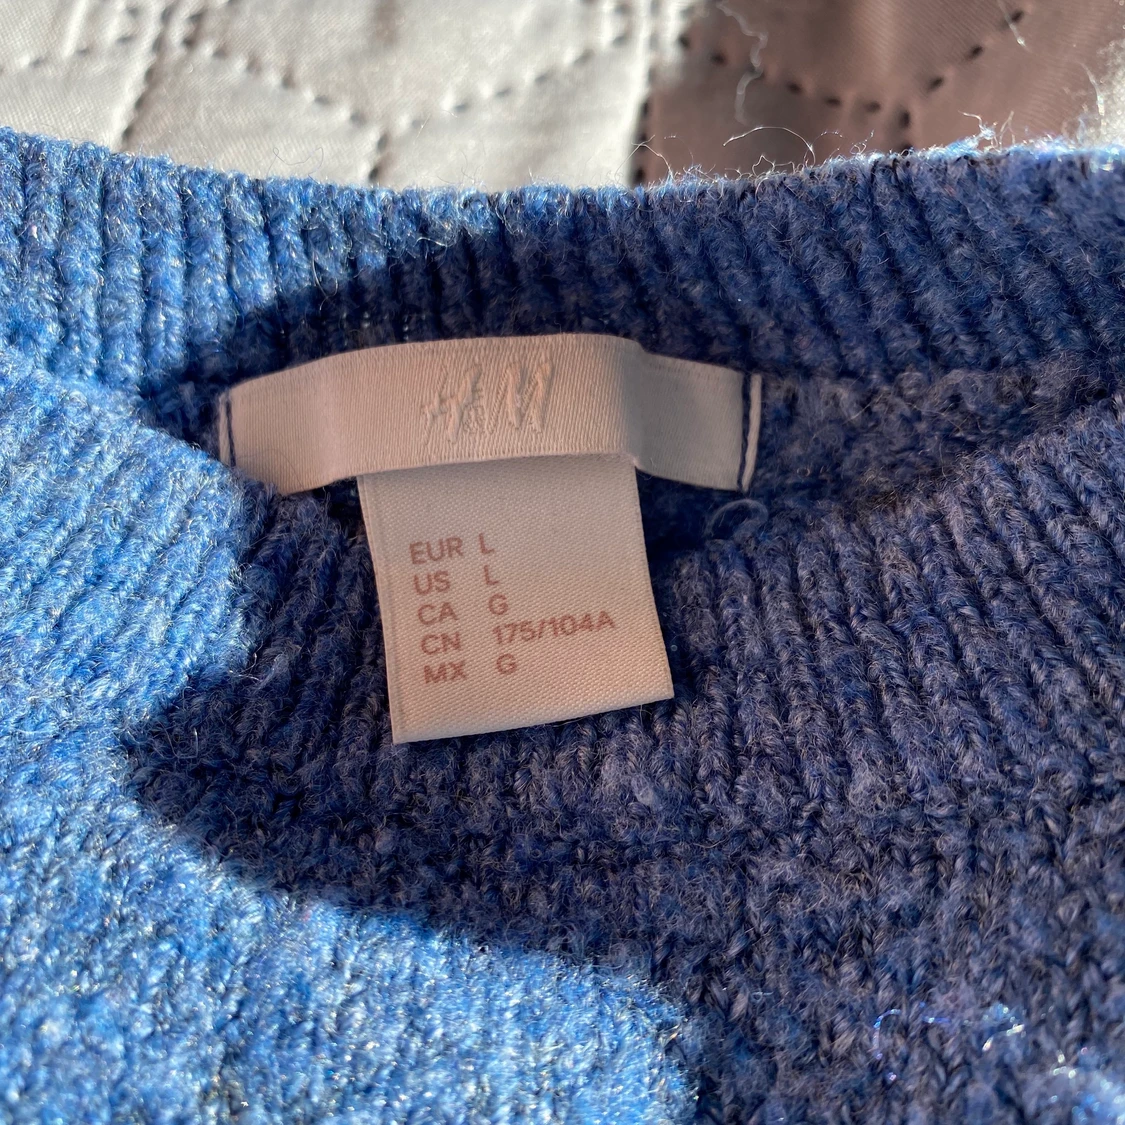 H&M
EUR L
US L
CA G
CN 175/104A
MX G